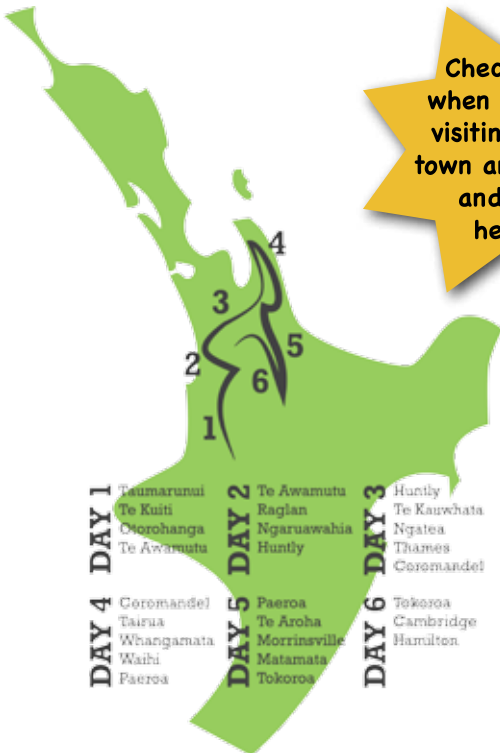 Chec
when
visitin
town ar
and
he
4
3
5
2
6
1
DAY 1
Taumarunui
Te Kuiti
Otorohanga
Te Awamutu
DAY 2
Te Awamutu
Raglan
Ngaruawahia
Huntly
DAY 3
Huntly
Te Kauwhata
Ngatea
Thames
Coromandel
DAY 4
Coromandel
Tairua
Whangamata
Waihi
Paeroa
DAY 5
Paeroa
Te Aroha
Morrinsville
Matamata
Tokoroa
DAY 6
Tokoroa
Cambridge
Hamilton